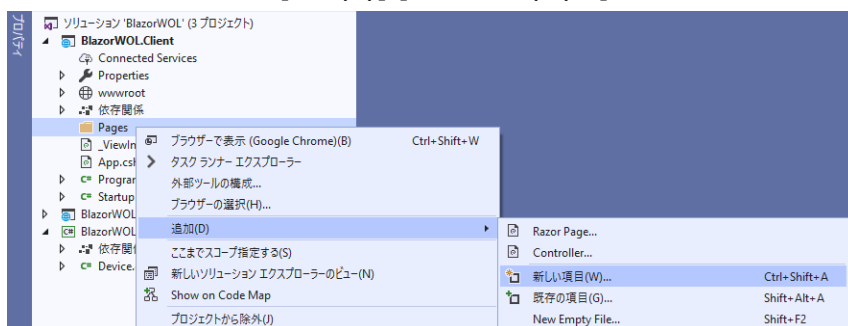 プロパティ
ソリューション 'BlazorWOL' (3 プロジェクト)
BlazorWOL.Client
Connected Services
Properties
wwwroot
依存関係
Pages
App.
Startup
BlazorWOL
BlazorWOL
Device.
ブラウザーで表示 (Google Chrome)(B) Ctrl+Shift+W
タスク ランナー エクスプローラー
外部ツールの構成...
ブラウザーの選択(H)...
追加(D)
ここまでスコープ指定する(S)
新しいソリューション エクスプローラーのビュー(N)
Show on Code Map
プロジェクトから除外(J)
Razor Page...
Controller...
新しい項目(W)... Ctrl+Shift+A
既存の項目(G)... Shift+Alt+A
New Empty File... Shift+F2